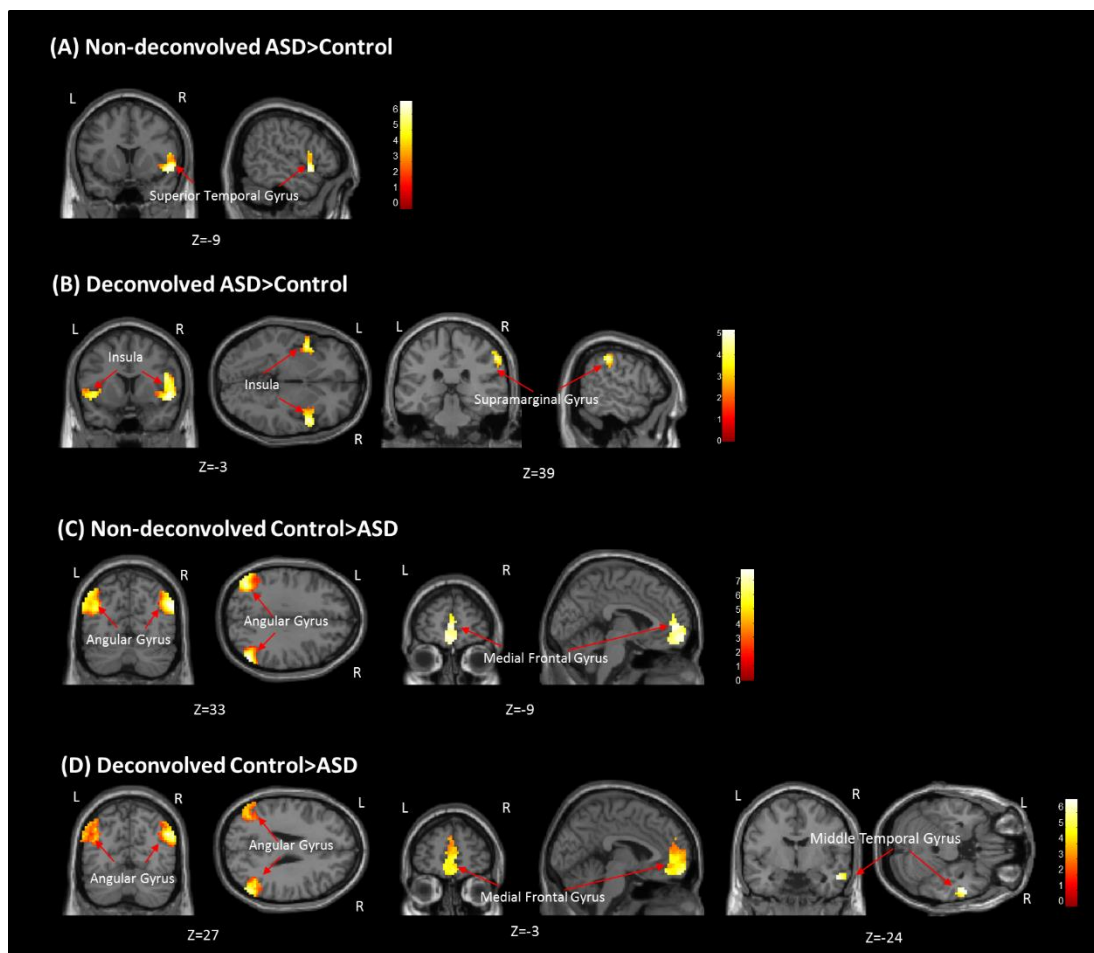 (A) Non-deconvolved ASD>Control
L R
6
5
4
3
2
1
0
Superior Temporal Gyrus
Z=-9
(B) Deconvolved ASD>Control
L R L L R
5
4
3
2
1
0
Insula
Insula
Supramarginal Gyrus
R
Z=-3 Z=39
(C) Non-deconvolved Control>ASD
L R L L R
7
6
5
4
3
2
1
0
Angular Gyrus Angular Gyrus
Medial Frontal Gyrus
R
Z=33 Z=-9
(D) Deconvolved Control>ASD
L R L L R L R L
6
5
4
3
2
1
0
Middle Temporal Gyrus
Angular Gyrus Angular Gyrus
Medial Frontal Gyrus
R R
Z=27 Z=-3 Z=-24